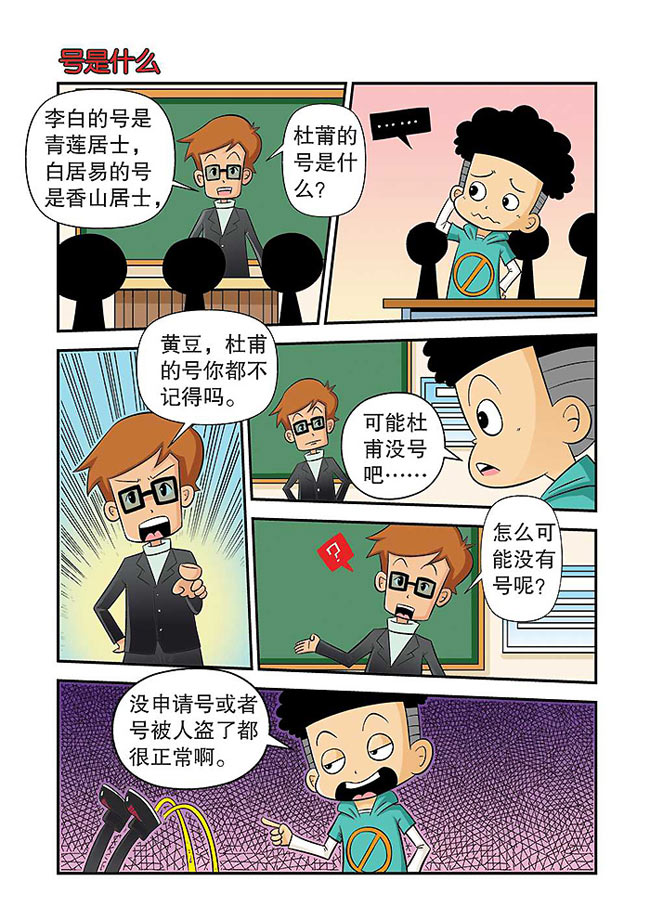 号是什么
李白的号是
青莲居士，
白居易的号
是香山居士，
杜莆的
号是什
么？
……
黄豆，杜甫
的号你都不
记得吗。
可能杜
甫没号
吧……
?
怎么可
能没有
号呢？
没申请号或者
号被人盗了都
很正常啊。